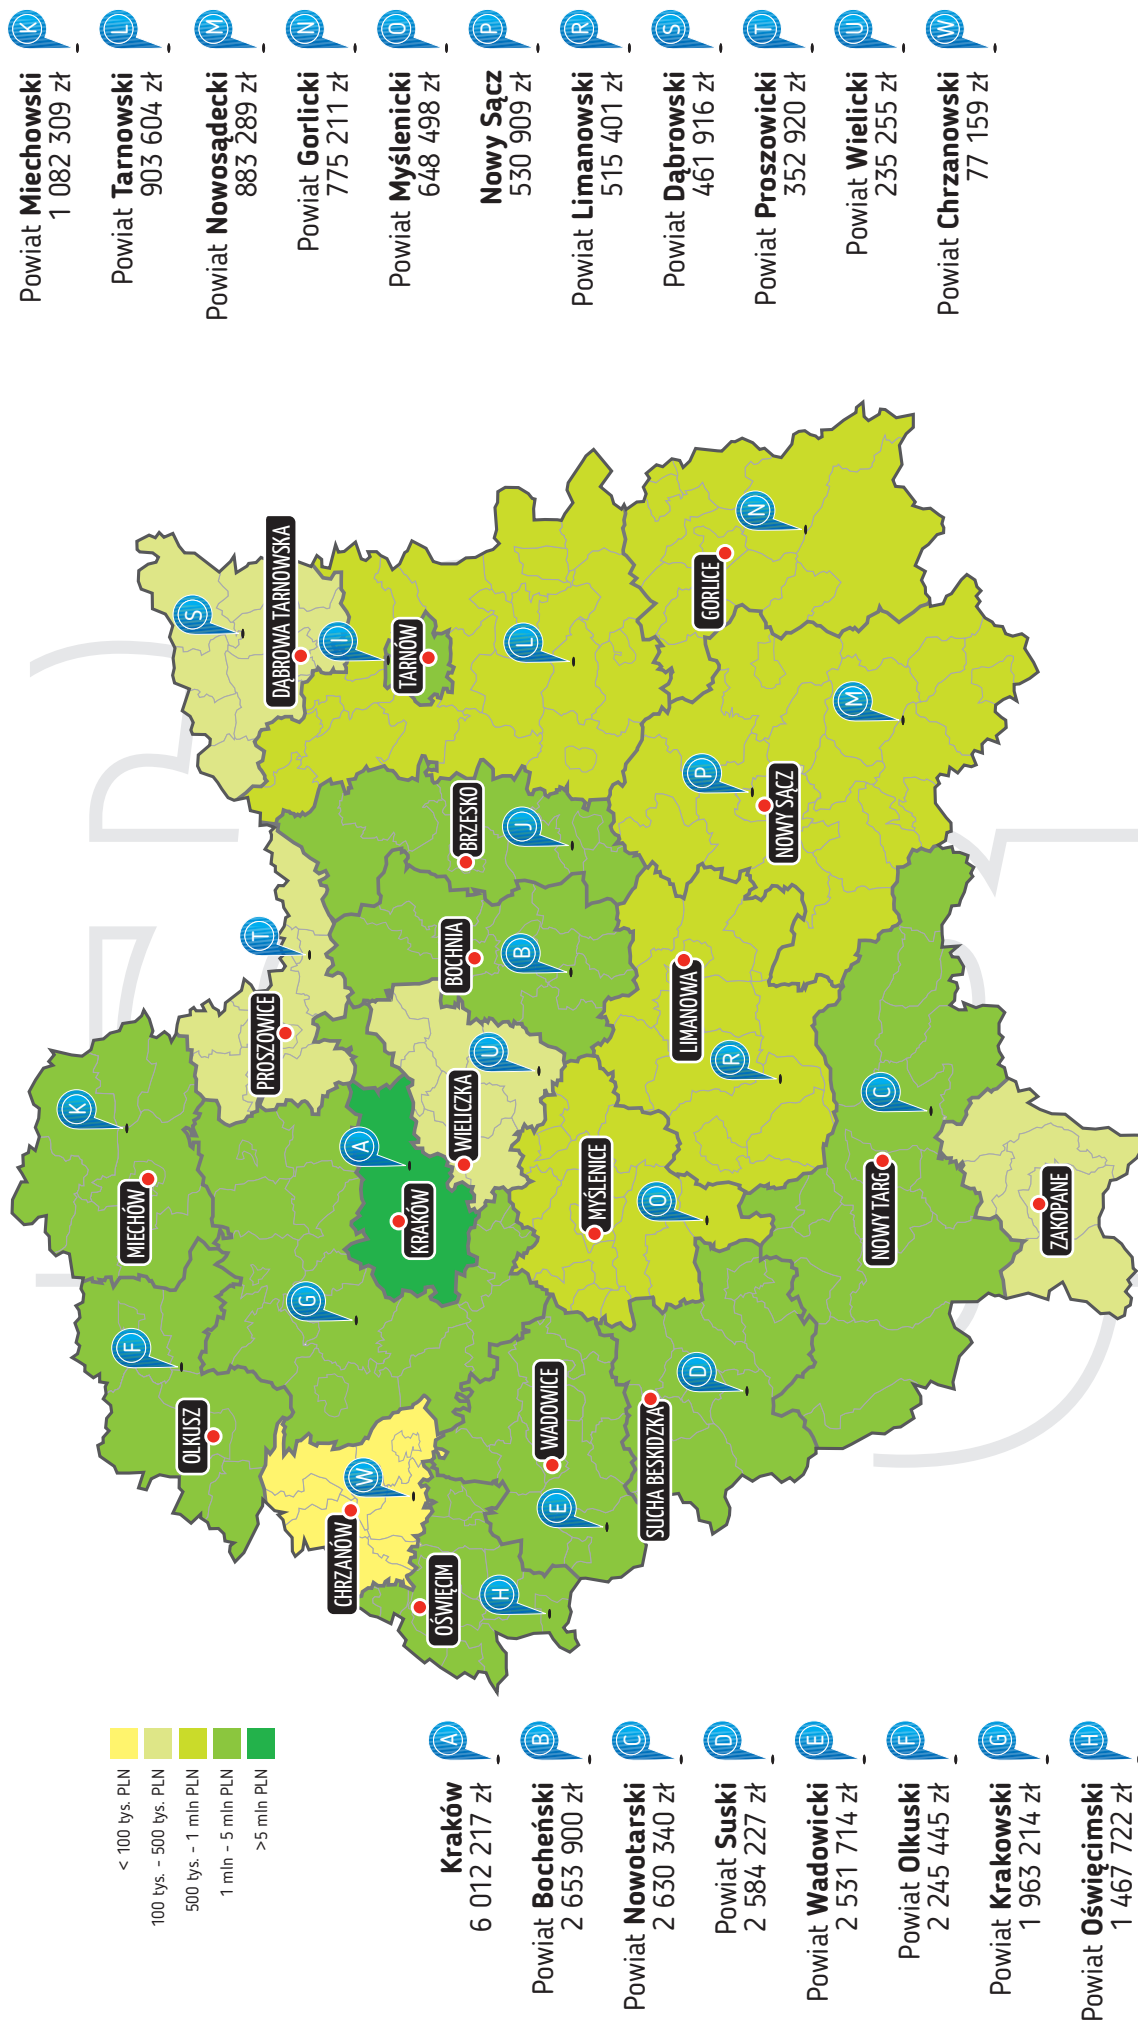 < 100 tys. PLN
100 tys. - 500 tys. PLN
500 tys. - 1 mln PLN
1 mln - 5 mln PLN
>5 mln PLN
A
Kraków
6 012 217 zł
B
Powiat Bocheński
2 653 900 zł
C
Powiat Nowotarski
2 630 340 zł
D
Powiat Suski
2 584 227 zł
E
Powiat Wadowicki
2 531 714 zł
F
Powiat Olkuski
2 245 445 zł
G
Powiat Krakowski
1 963 214 zł
H
Powiat Oświęcimski
1 467 722 zł
K
MIECHÓW
F
OLKUSZ
S
DĄBROWA TARNOWSKA
T
PROSZOWICE
G
I
A
W
CHRZANÓW
KRAKÓW
TARNÓW
OŚWIĘCIM
WIELICZKA
BOCHNIA
BRZESKO
H
U
B
J
L
E
WADOWICE
MYŚLENICE
O
SUCHA BESKIDZKA
D
LIMANOWA
R
P
GORLICE
N
NOWY SĄCZ
M
C
NOWY TARG
ZAKOPANE
K
Powiat Miechowski
1 082 309 zł
L
Powiat Tarnowski
903 604 zł
M
Powiat Nowosądecki
883 289 zł
N
Powiat Gorlicki
775 211 zł
O
Powiat Myślenicki
648 498 zł
P
Nowy Sącz
530 909 zł
R
Powiat Limanowski
515 401 zł
S
Powiat Dąbrowski
461 916 zł
T
Powiat Proszowicki
352 920 zł
U
Powiat Wielicki
235 255 zł
W
Powiat Chrzanowski
77 159 zł